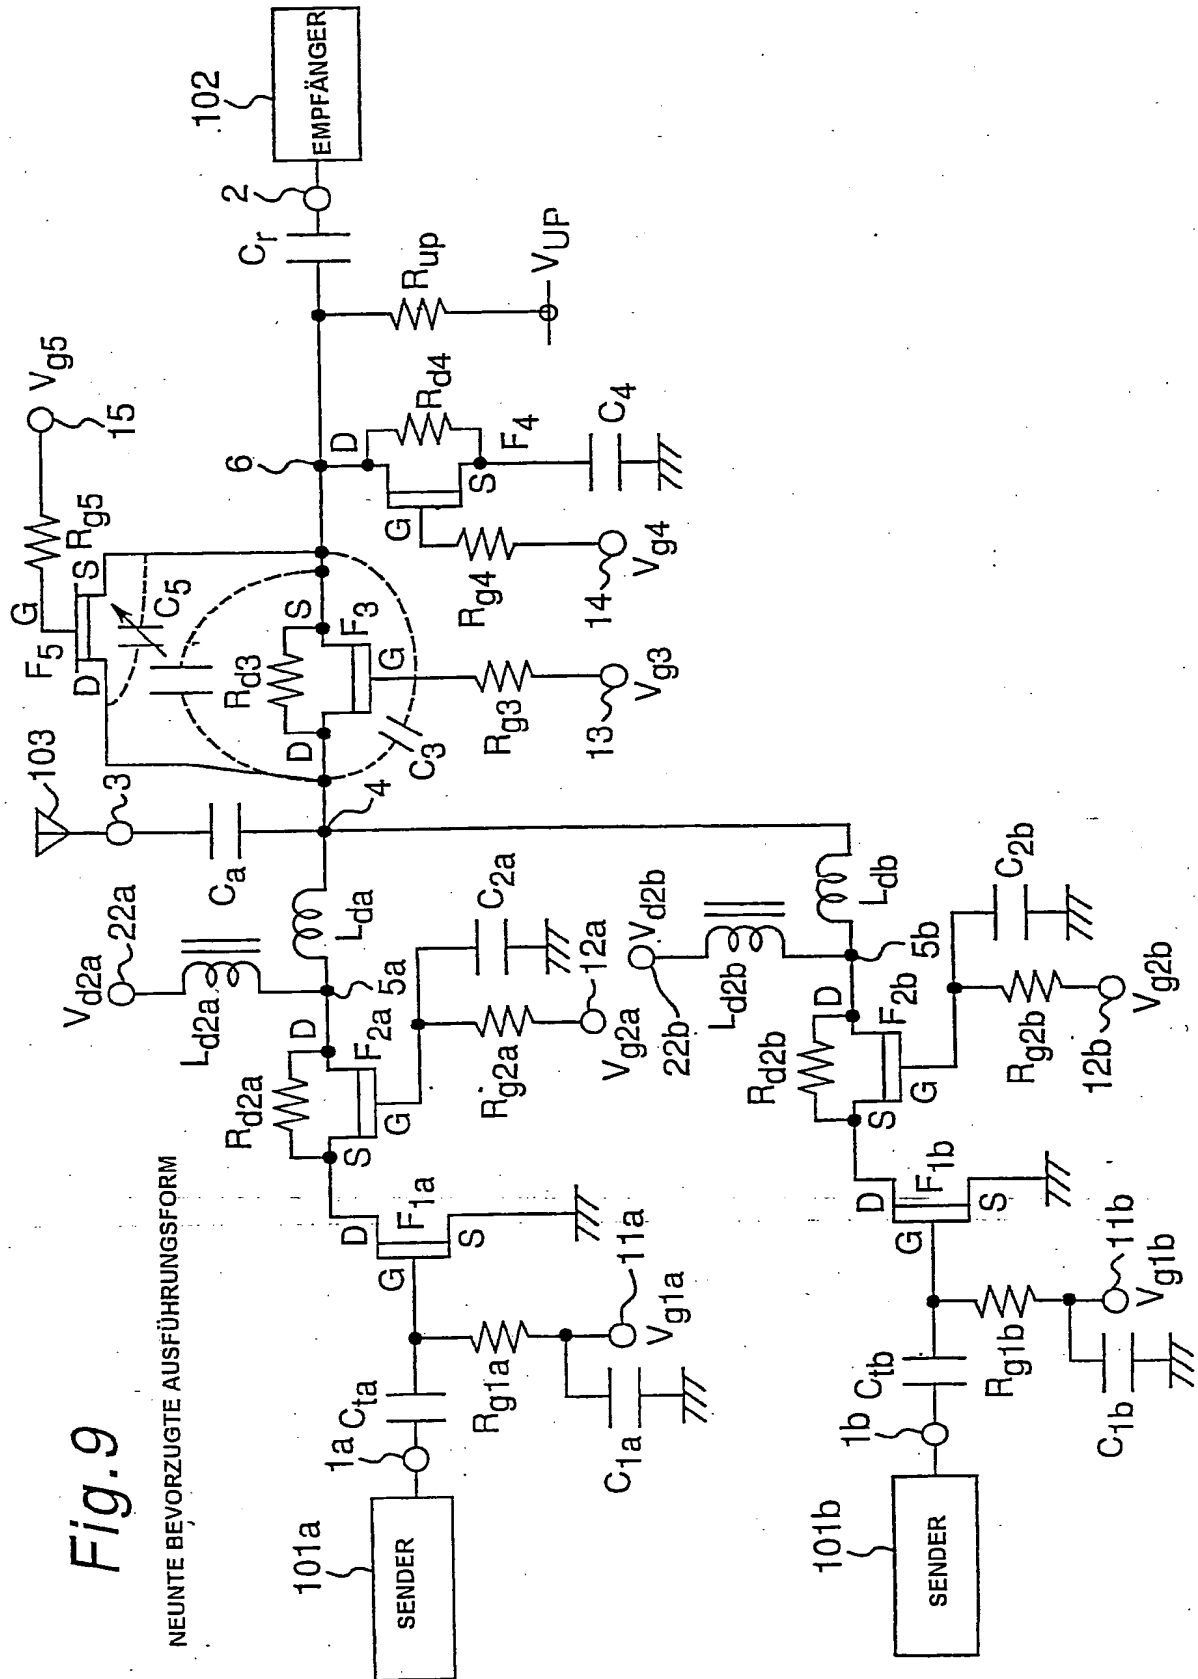 Fig.9
NEUNTE BEVORZUGTE AUSFÜHRUNGSFORM
101a
SENDER
1a
Cta
Rg1a
C1a
Vg1a
11a
G
D
S
F1a
Rd2a
S
D
G
F2a
Rg2a
Vg2a
12a
C2a
5a
Vd2a
22a
Ld2a
Lda
Ca
3
103
4
D
Rd3
S
F3
G
C3
Rg3
13
Vg3
F5
G
D
S
C5
Rg5
15
Vg5
6
D
Rd4
S
G
F4
C4
Rg4
14
Vg4
Rup
VUP
Cr
2
102
EMPFÄNGER
101b
SENDER
1b
Ctb
Rg1b
C1b
Vg1b
11b
G
D
S
F1b
Rd2b
S
D
G
F2b
Rg2b
12b
Vg2b
C2b
5b
Vd2b
22b
Ld2b
Ldb